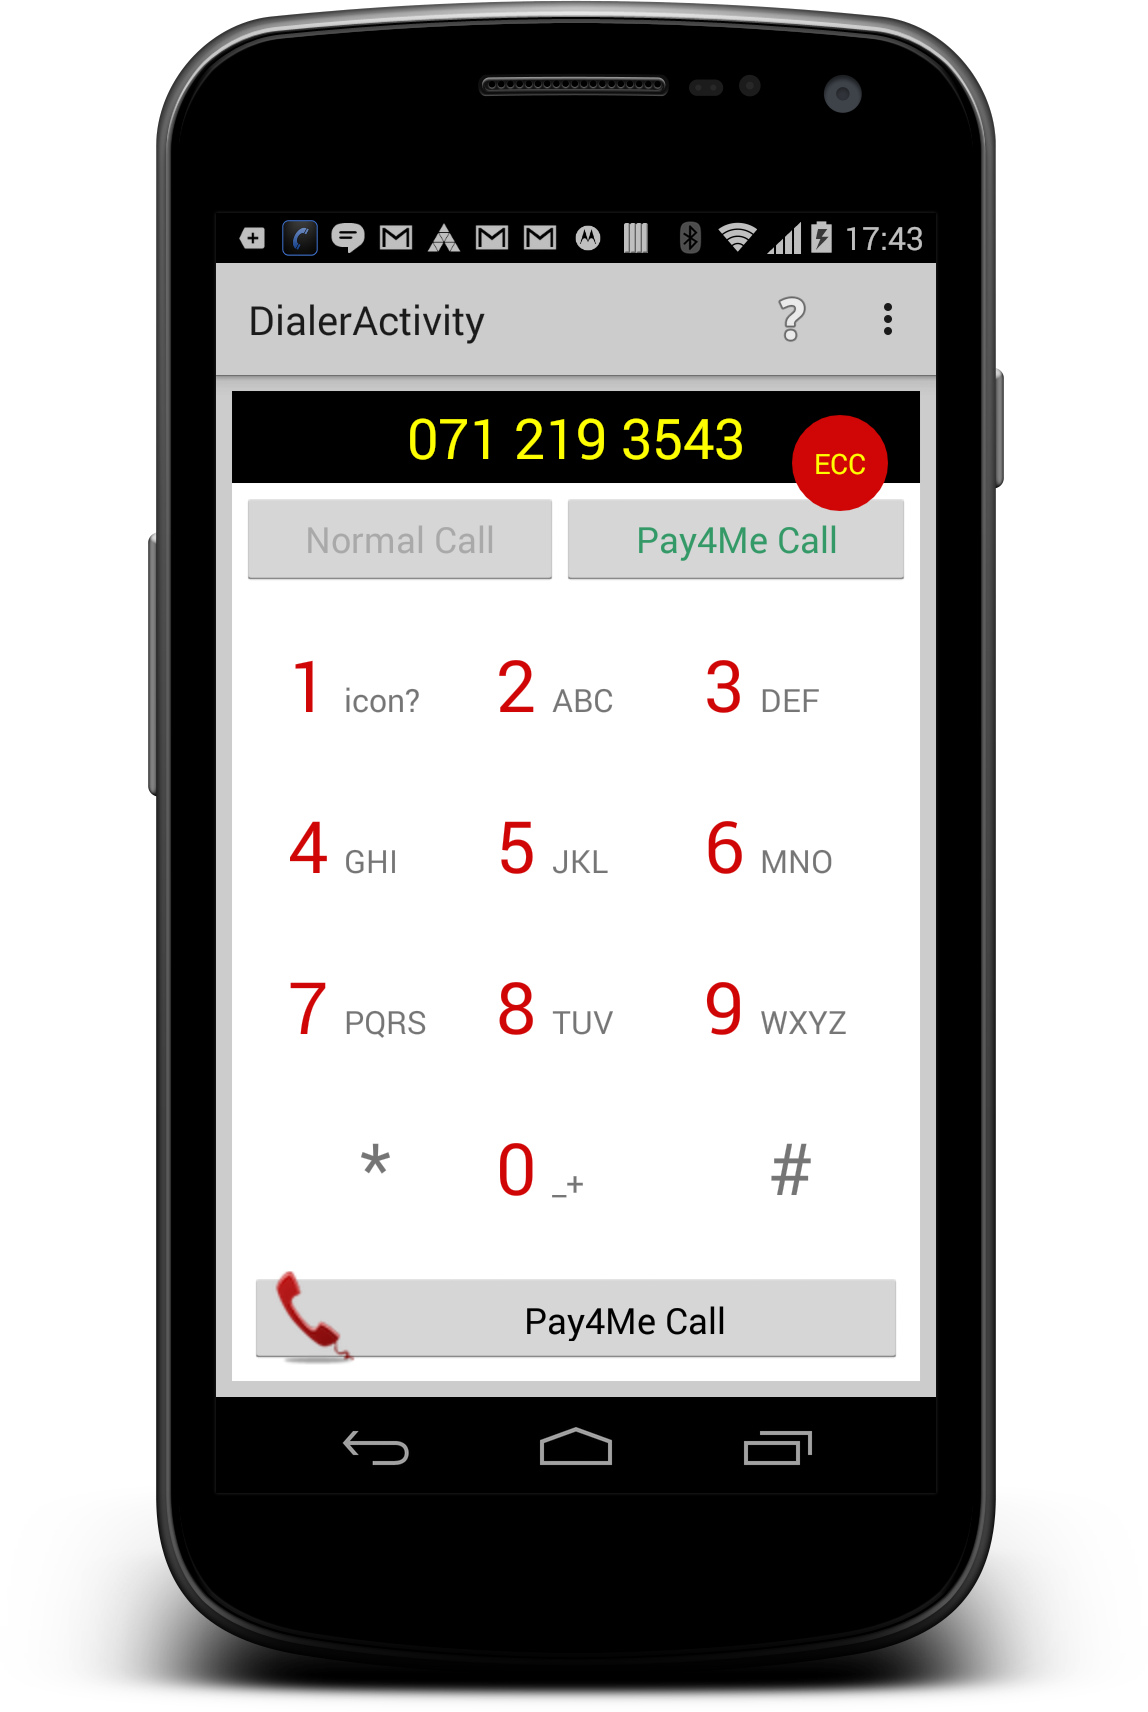 17:43
DialerActivity
071 219 3543
ECC
Normal Call Pay4Me Call
1 icon? 2 ABC 3 DEF
4 GHI 5 JKL 6 MNO
7 PQRS 8 TUV 9 WXYZ
* 0 _+ #
Pay4Me Call